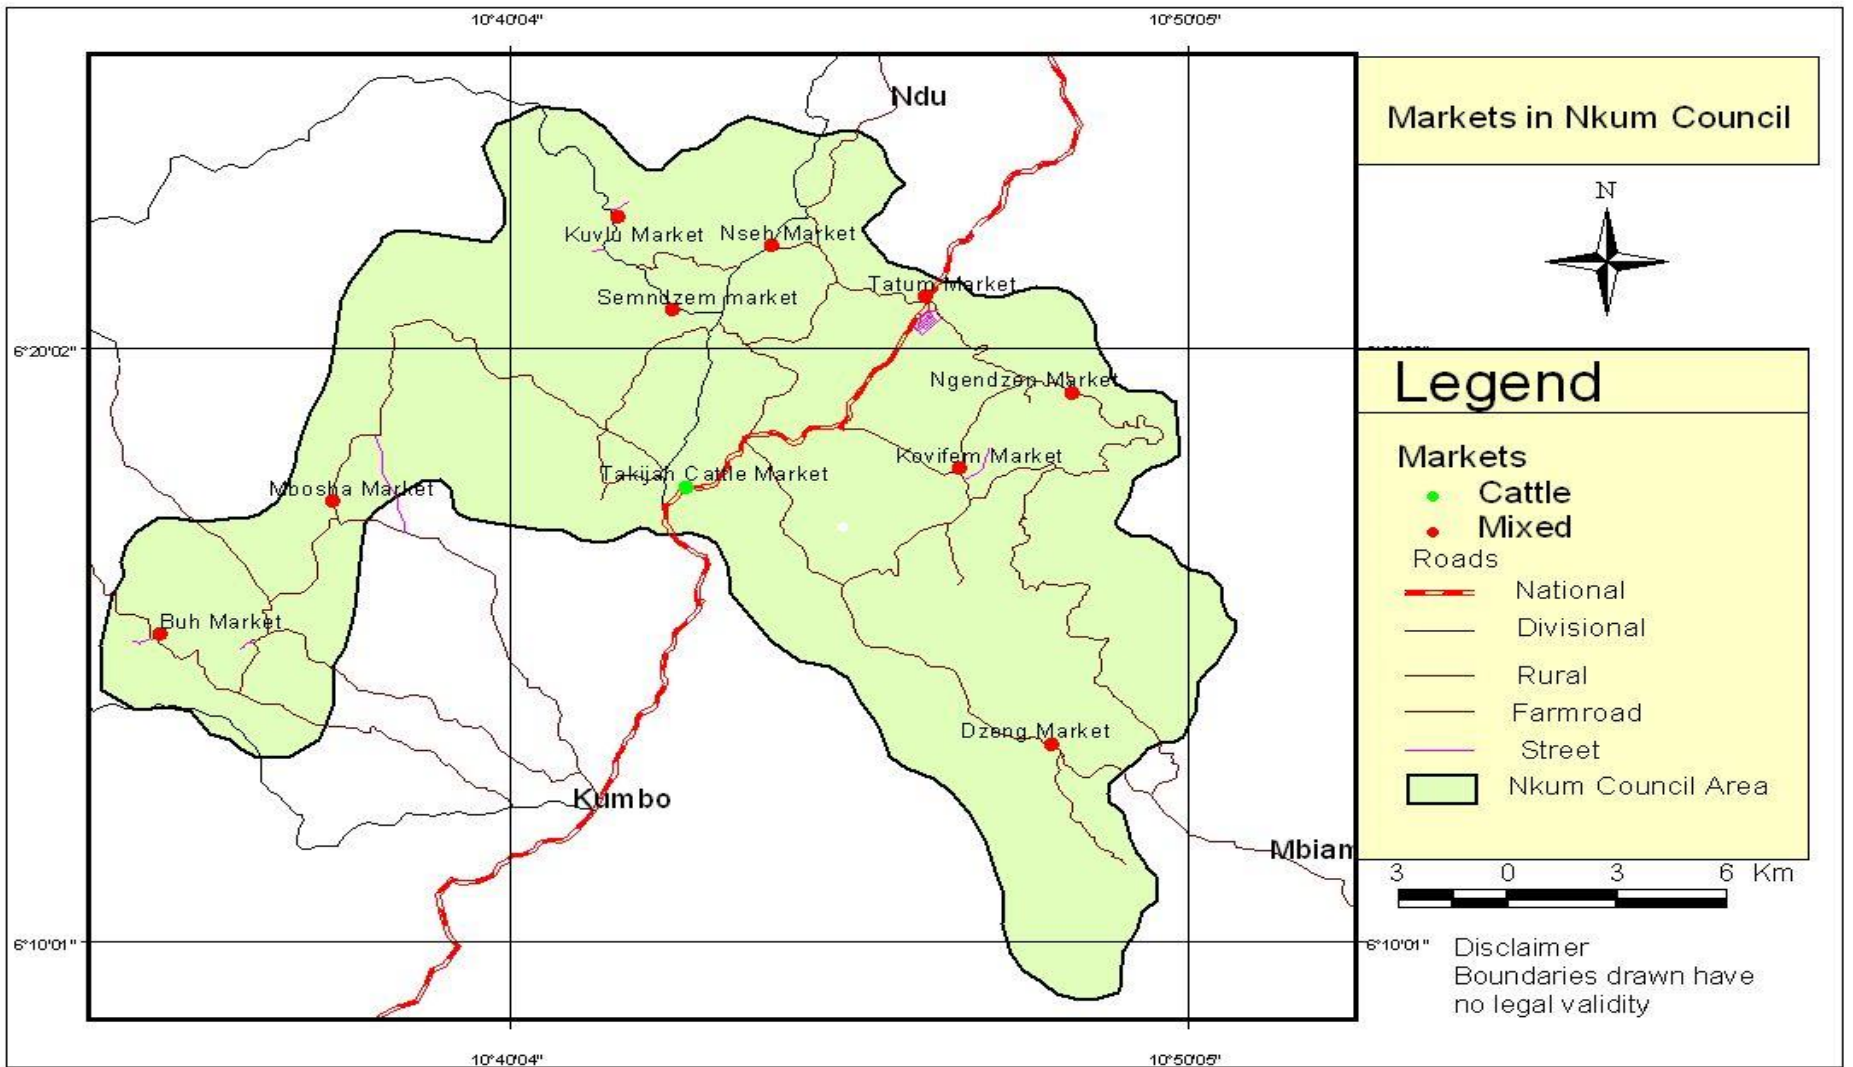 10°40'04"
10°50'05"
Ndu
Markets in Nkum Council
N
Kuvlu Market
Nseh Market
Tatum Market
Semndzem market
6°20'02"
Ngendzen Market
Legend
Kovifem Market
Takijah Cattle Market
Mbosha Market
Markets
Cattle
Mixed
Roads
National
Divisional
Rural
Farmroad
Street
Nkum Council Area
Buh Market
Dzeng Market
Kumbo
Mbiam
3 0 3 6 Km
6°10'01"
6°10'01"
Disclaimer
Boundaries drawn have
no legal validity
10°40'04"
10°50'05"